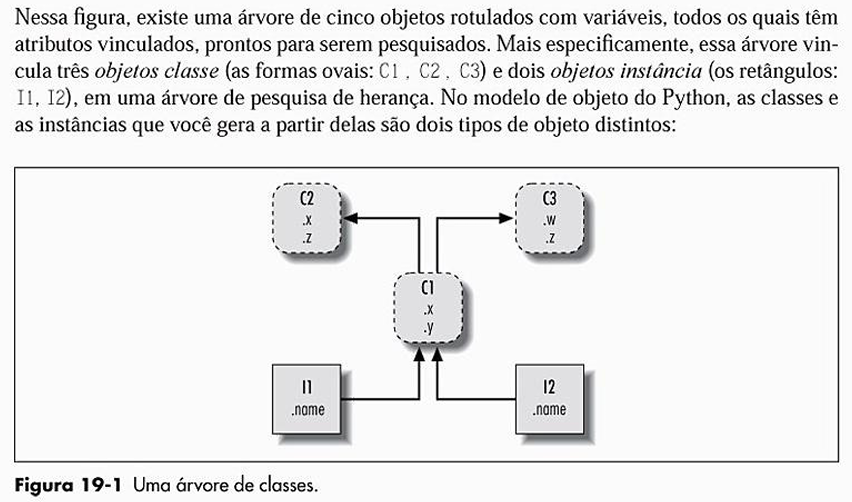 Nessa figura, existe uma árvore de cinco objetos rotulados com variáveis, todos os quais têm
atributos vinculados, prontos para serem pesquisados. Mais especificamente, essa árvore vin-
cula três objetos classe (as formas ovais: C1 , C2 , C3) e dois objetos instância (os retângulos:
I1, I2), em uma árvore de pesquisa de herança. No modelo de objeto do Python, as classes e
as instâncias que você gera a partir delas são dois tipos de objeto distintos:
C2
.x
.z
C3
.w
.z
C1
.x
.y
I1
.name
I2
.name
Figura 19-1 Uma árvore de classes.